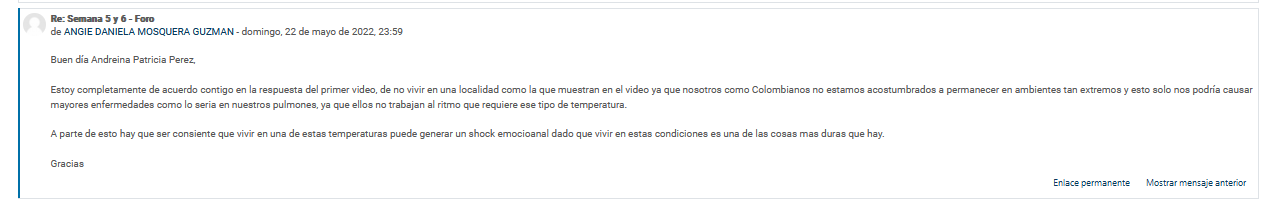 Re: Semana 5 y 6 - Foro
de ANGIE DANIELA MOSQUERA GUZMAN - domingo, 22 de mayo de 2022, 23:59
Buen día Andreina Patricia Perez,
Estoy completamente de acuerdo contigo en la respuesta del primer video, de no vivir en una localidad como la que muestran en el video ya que nosotros como Colombianos no estamos acostumbrados a permanecer en ambientes tan extremos y esto solo nos podría causar
mayores enfermedades como lo seria en nuestros pulmones, ya que ellos no trabajan al ritmo que requiere ese tipo de temperatura.
A parte de esto hay que ser consiente que vivir en una de estas temperaturas puede generar un shock emocioanal dado que vivir en estas condiciones es una de las cosas mas duras que hay.
Gracias
Enlace permanente Mostrar mensaje anterior